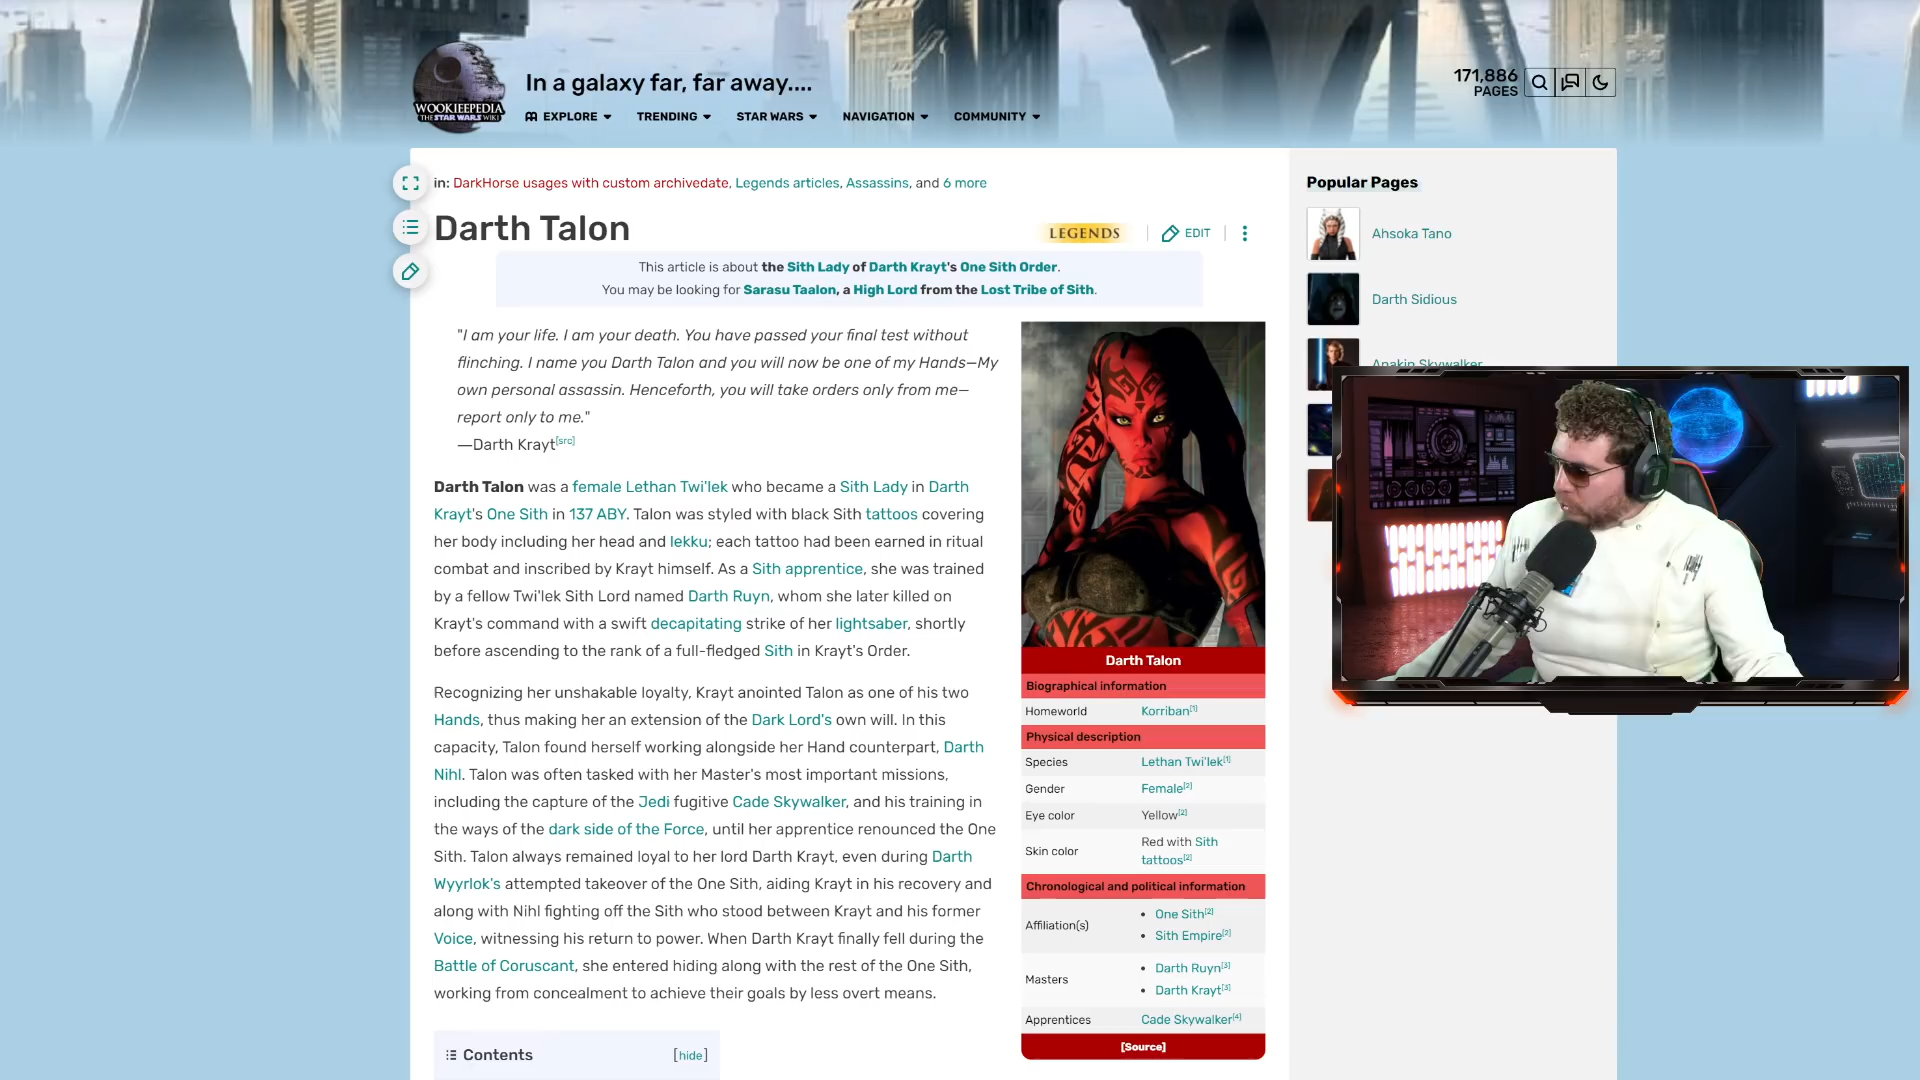 WOOKIEEPEDIA
THE STAR WARS WIKI
In a galaxy far, far away....
EXPLORE
TRENDING
STAR WARS
NAVIGATION
COMMUNITY
171,886
PAGES
in: DarkHorse usages with custom archivedate, Legends articles, Assassins, and 6 more
Darth Talon
LEGENDS
EDIT
This article is about the Sith Lady of Darth Krayt's One Sith Order.
You may be looking for Sarasu Taalon, a High Lord from the Lost Tribe of Sith.
"I am your life. I am your death. You have passed your final test without
flinching. I name you Darth Talon and you will now be one of my Hands—My
own personal assassin. Henceforth, you will take orders only from me—
report only to me."
—Darth Krayt[src]
Darth Talon was a female Lethan Twi'lek who became a Sith Lady in Darth
Krayt's One Sith in 137 ABY. Talon was styled with black Sith tattoos covering
her body including her head and lekku; each tattoo had been earned in ritual
combat and inscribed by Krayt himself. As a Sith apprentice, she was trained
by a fellow Twi'lek Sith Lord named Darth Ruyn, whom she later killed on
Krayt's command with a swift decapitating strike of her lightsaber, shortly
before ascending to the rank of a full-fledged Sith in Krayt's Order.
Recognizing her unshakable loyalty, Krayt anointed Talon as one of his two
Hands, thus making her an extension of the Dark Lord's own will. In this
capacity, Talon found herself working alongside her Hand counterpart, Darth
Nihl. Talon was often tasked with her Master's most important missions,
including the capture of the Jedi fugitive Cade Skywalker, and his training in
the ways of the dark side of the Force, until her apprentice renounced the One
Sith. Talon always remained loyal to her lord Darth Krayt, even during Darth
Wyyrlok's attempted takeover of the One Sith, aiding Krayt in his recovery and
along with Nihl fighting off the Sith who stood between Krayt and his former
Voice, witnessing his return to power. When Darth Krayt finally fell during the
Battle of Coruscant, she entered hiding along with the rest of the One Sith,
working from concealment to achieve their goals by less overt means.
Contents [hide]
Darth Talon
Biographical information
Homeworld Korriban[1]
Physical description
Species Lethan Twi'lek[1]
Gender Female[2]
Eye color Yellow[2]
Skin color Red with Sith
tattoos[2]
Chronological and political information
Affiliation(s)
One Sith[2]
Sith Empire[2]
Masters
Darth Ruyn[3]
Darth Krayt[3]
Apprentices Cade Skywalker[4]
[Source]
Popular Pages
Ahsoka Tano
Darth Sidious
Anakin Skywalker